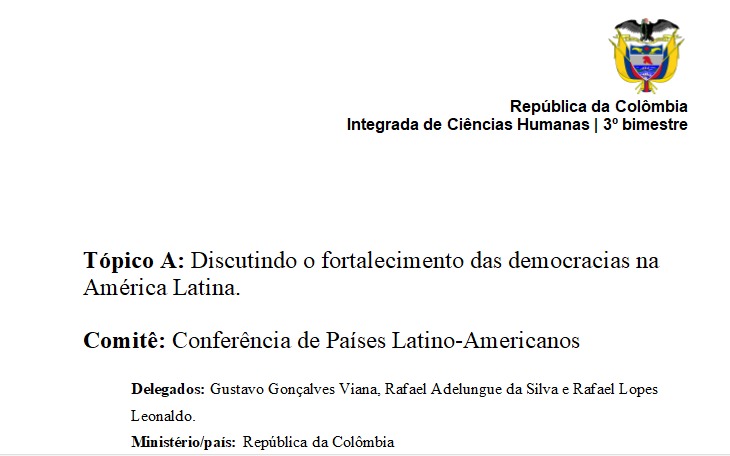 República da Colômbia
Integrada de Ciências Humanas | 3º bimestre
Tópico A: Discutindo o fortalecimento das democracias na
América Latina.
Comitê: Conferência de Países Latino-Americanos
Delegados: Gustavo Gonçalves Viana, Rafael Adelungue da Silva e Rafael Lopes
Leonaldo.
Ministério/país: República da Colômbia